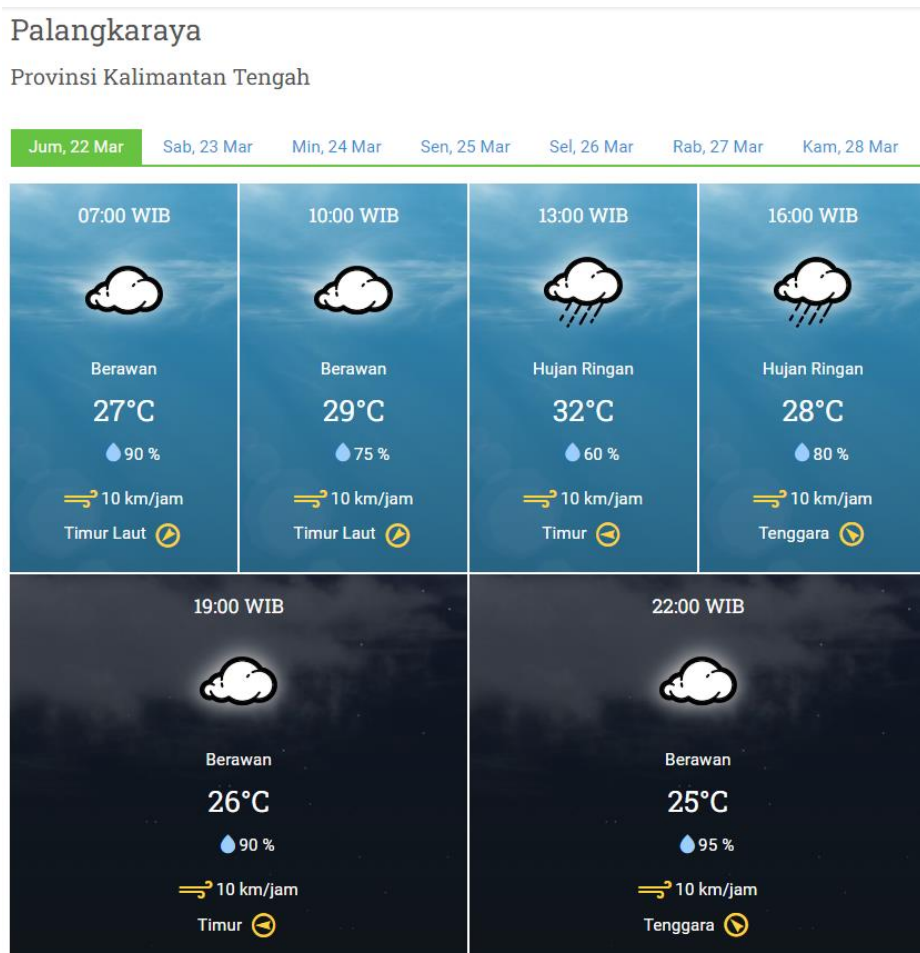 Palangkaraya
Provinsi Kalimantan Tengah
Jum, 22 Mar Sab, 23 Mar Min, 24 Mar Sen, 25 Mar Sel, 26 Mar Rab, 27 Mar Kam, 28 Mar
07:00 WIB
Berawan
27°C
90 %
10 km/jam
Timur Laut
10:00 WIB
Berawan
29°C
75 %
10 km/jam
Timur Laut
13:00 WIB
Hujan Ringan
32°C
60 %
10 km/jam
Timur
16:00 WIB
Hujan Ringan
28°C
80 %
10 km/jam
Tenggara
19:00 WIB
Berawan
26°C
90 %
10 km/jam
Timur
22:00 WIB
Berawan
25°C
95 %
10 km/jam
Tenggara